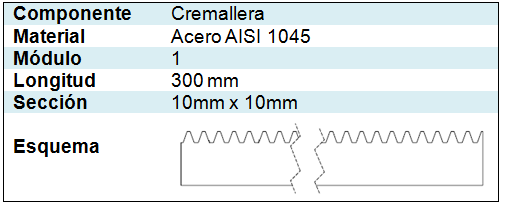 Componente Cremallera
Material Acero AISI 1045
Módulo 1
Longitud 300 mm
Sección 10mm x 10mm
Esquema